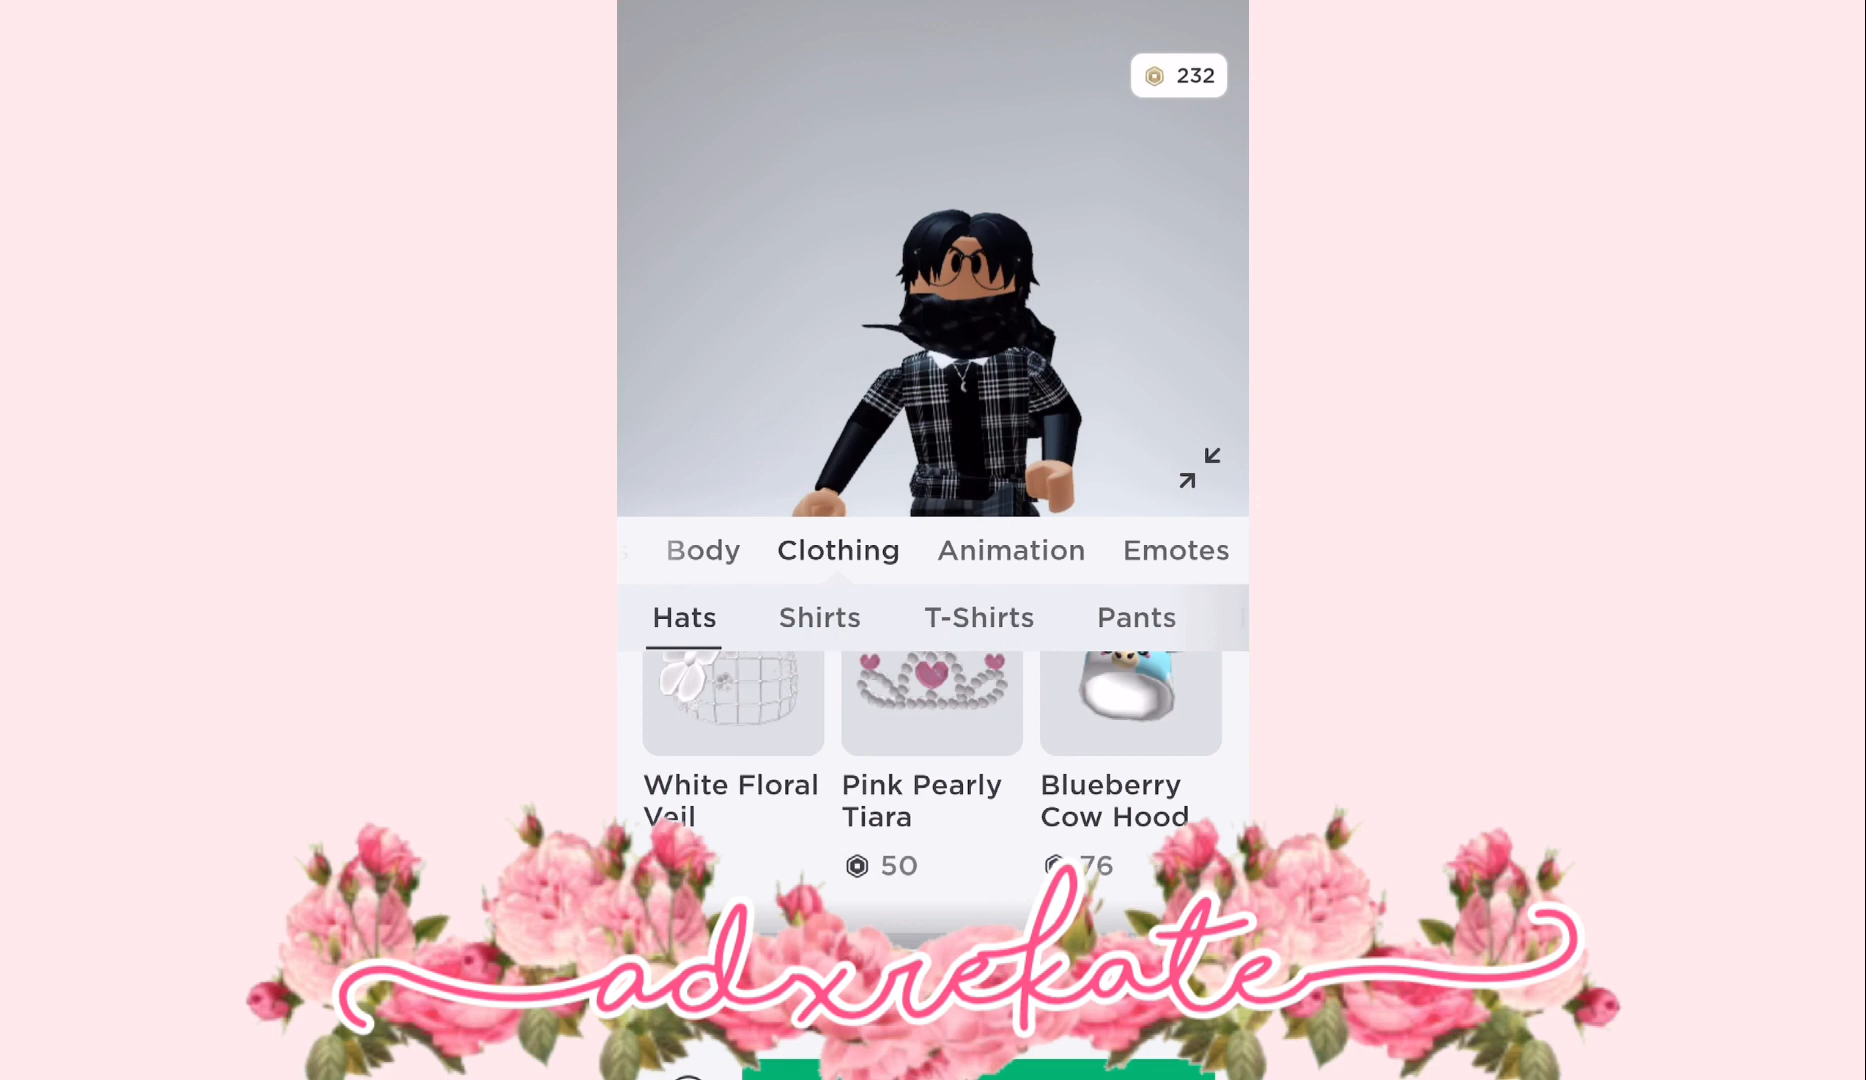 232
Body Clothing Animation Emotes
Hats Shirts T-Shirts Pants
White Floral Veil
Pink Pearly Tiara
50
Blueberry Cow Hood
76
adxrekate